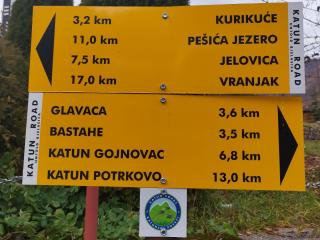 3,2 km KURIKUĆE
11,0 km PEŠIĆA JEZERO
7,5 km JELOVICA
17,0 km VRANJAK
KATUN ROAD
KATUN ROAD
GLAVACA 3,6 km
BASTAHE 3,5 km
KATUN GOJNOVAC 6,8 km
KATUN POTRKOVO 13,0 km